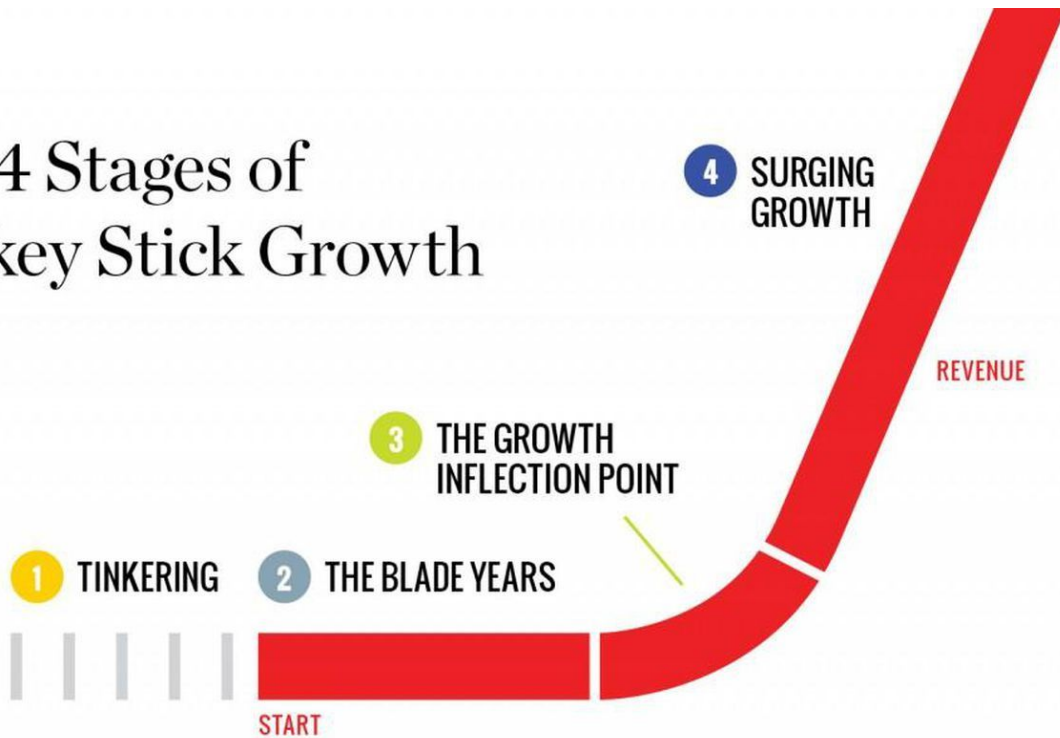 4 Stages of
key Stick Growth
4 SURGING
GROWTH
REVENUE
3 THE GROWTH
INFLECTION POINT
1 TINKERING
2 THE BLADE YEARS
START